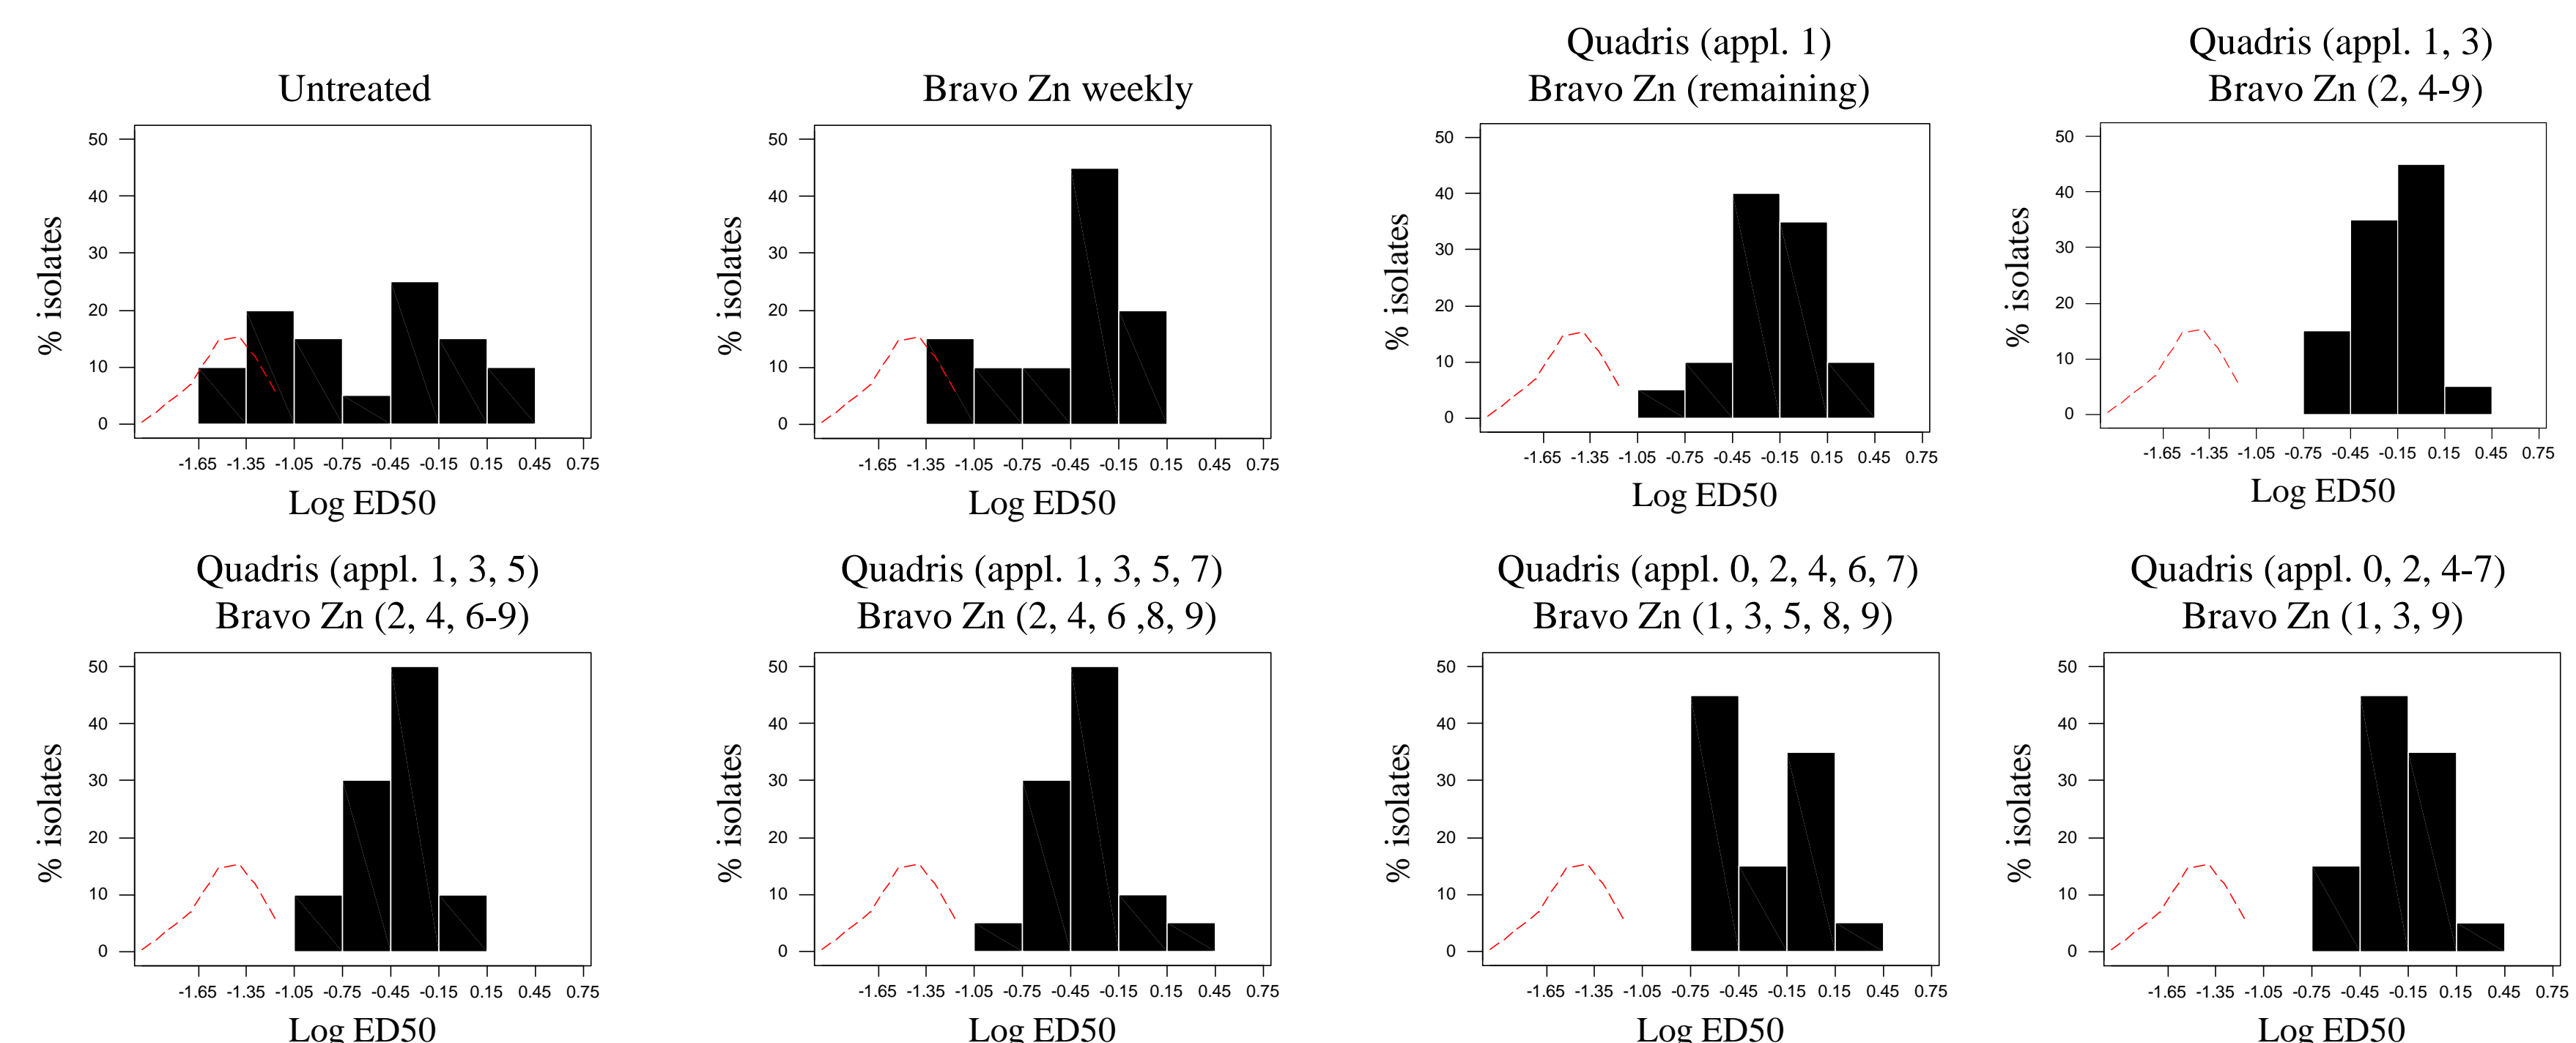 Untreated
50
40
30
20
10
0
% isolates
-1.65 -1.35 -1.05 -0.75 -0.45 -0.15 0.15 0.45 0.75
Log ED50
Bravo Zn weekly
50
40
30
20
10
0
% isolates
-1.65 -1.35 -1.05 -0.75 -0.45 -0.15 0.15 0.45 0.75
Log ED50
Quadris (appl. 1)
Bravo Zn (remaining)
50
40
30
20
10
0
% isolates
-1.65 -1.35 -1.05 -0.75 -0.45 -0.15 0.15 0.45 0.75
Log ED50
Quadris (appl. 1, 3)
Bravo Zn (2, 4-9)
50
40
30
20
10
0
% isolates
-1.65 -1.35 -1.05 -0.75 -0.45 -0.15 0.15 0.45 0.75
Log ED50
Quadris (appl. 1, 3, 5)
Bravo Zn (2, 4, 6-9)
50
40
30
20
10
0
% isolates
-1.65 -1.35 -1.05 -0.75 -0.45 -0.15 0.15 0.45 0.75
Log ED50
Quadris (appl. 1, 3, 5, 7)
Bravo Zn (2, 4, 6 ,8, 9)
50
40
30
20
10
0
% isolates
-1.65 -1.35 -1.05 -0.75 -0.45 -0.15 0.15 0.45 0.75
Log ED50
Quadris (appl. 0, 2, 4, 6, 7)
Bravo Zn (1, 3, 5, 8, 9)
50
40
30
20
10
0
% isolates
-1.65 -1.35 -1.05 -0.75 -0.45 -0.15 0.15 0.45 0.75
Log ED50
Quadris (appl. 0, 2, 4-7)
Bravo Zn (1, 3, 9)
50
40
30
20
10
0
% isolates
-1.65 -1.35 -1.05 -0.75 -0.45 -0.15 0.15 0.45 0.75
Log ED50